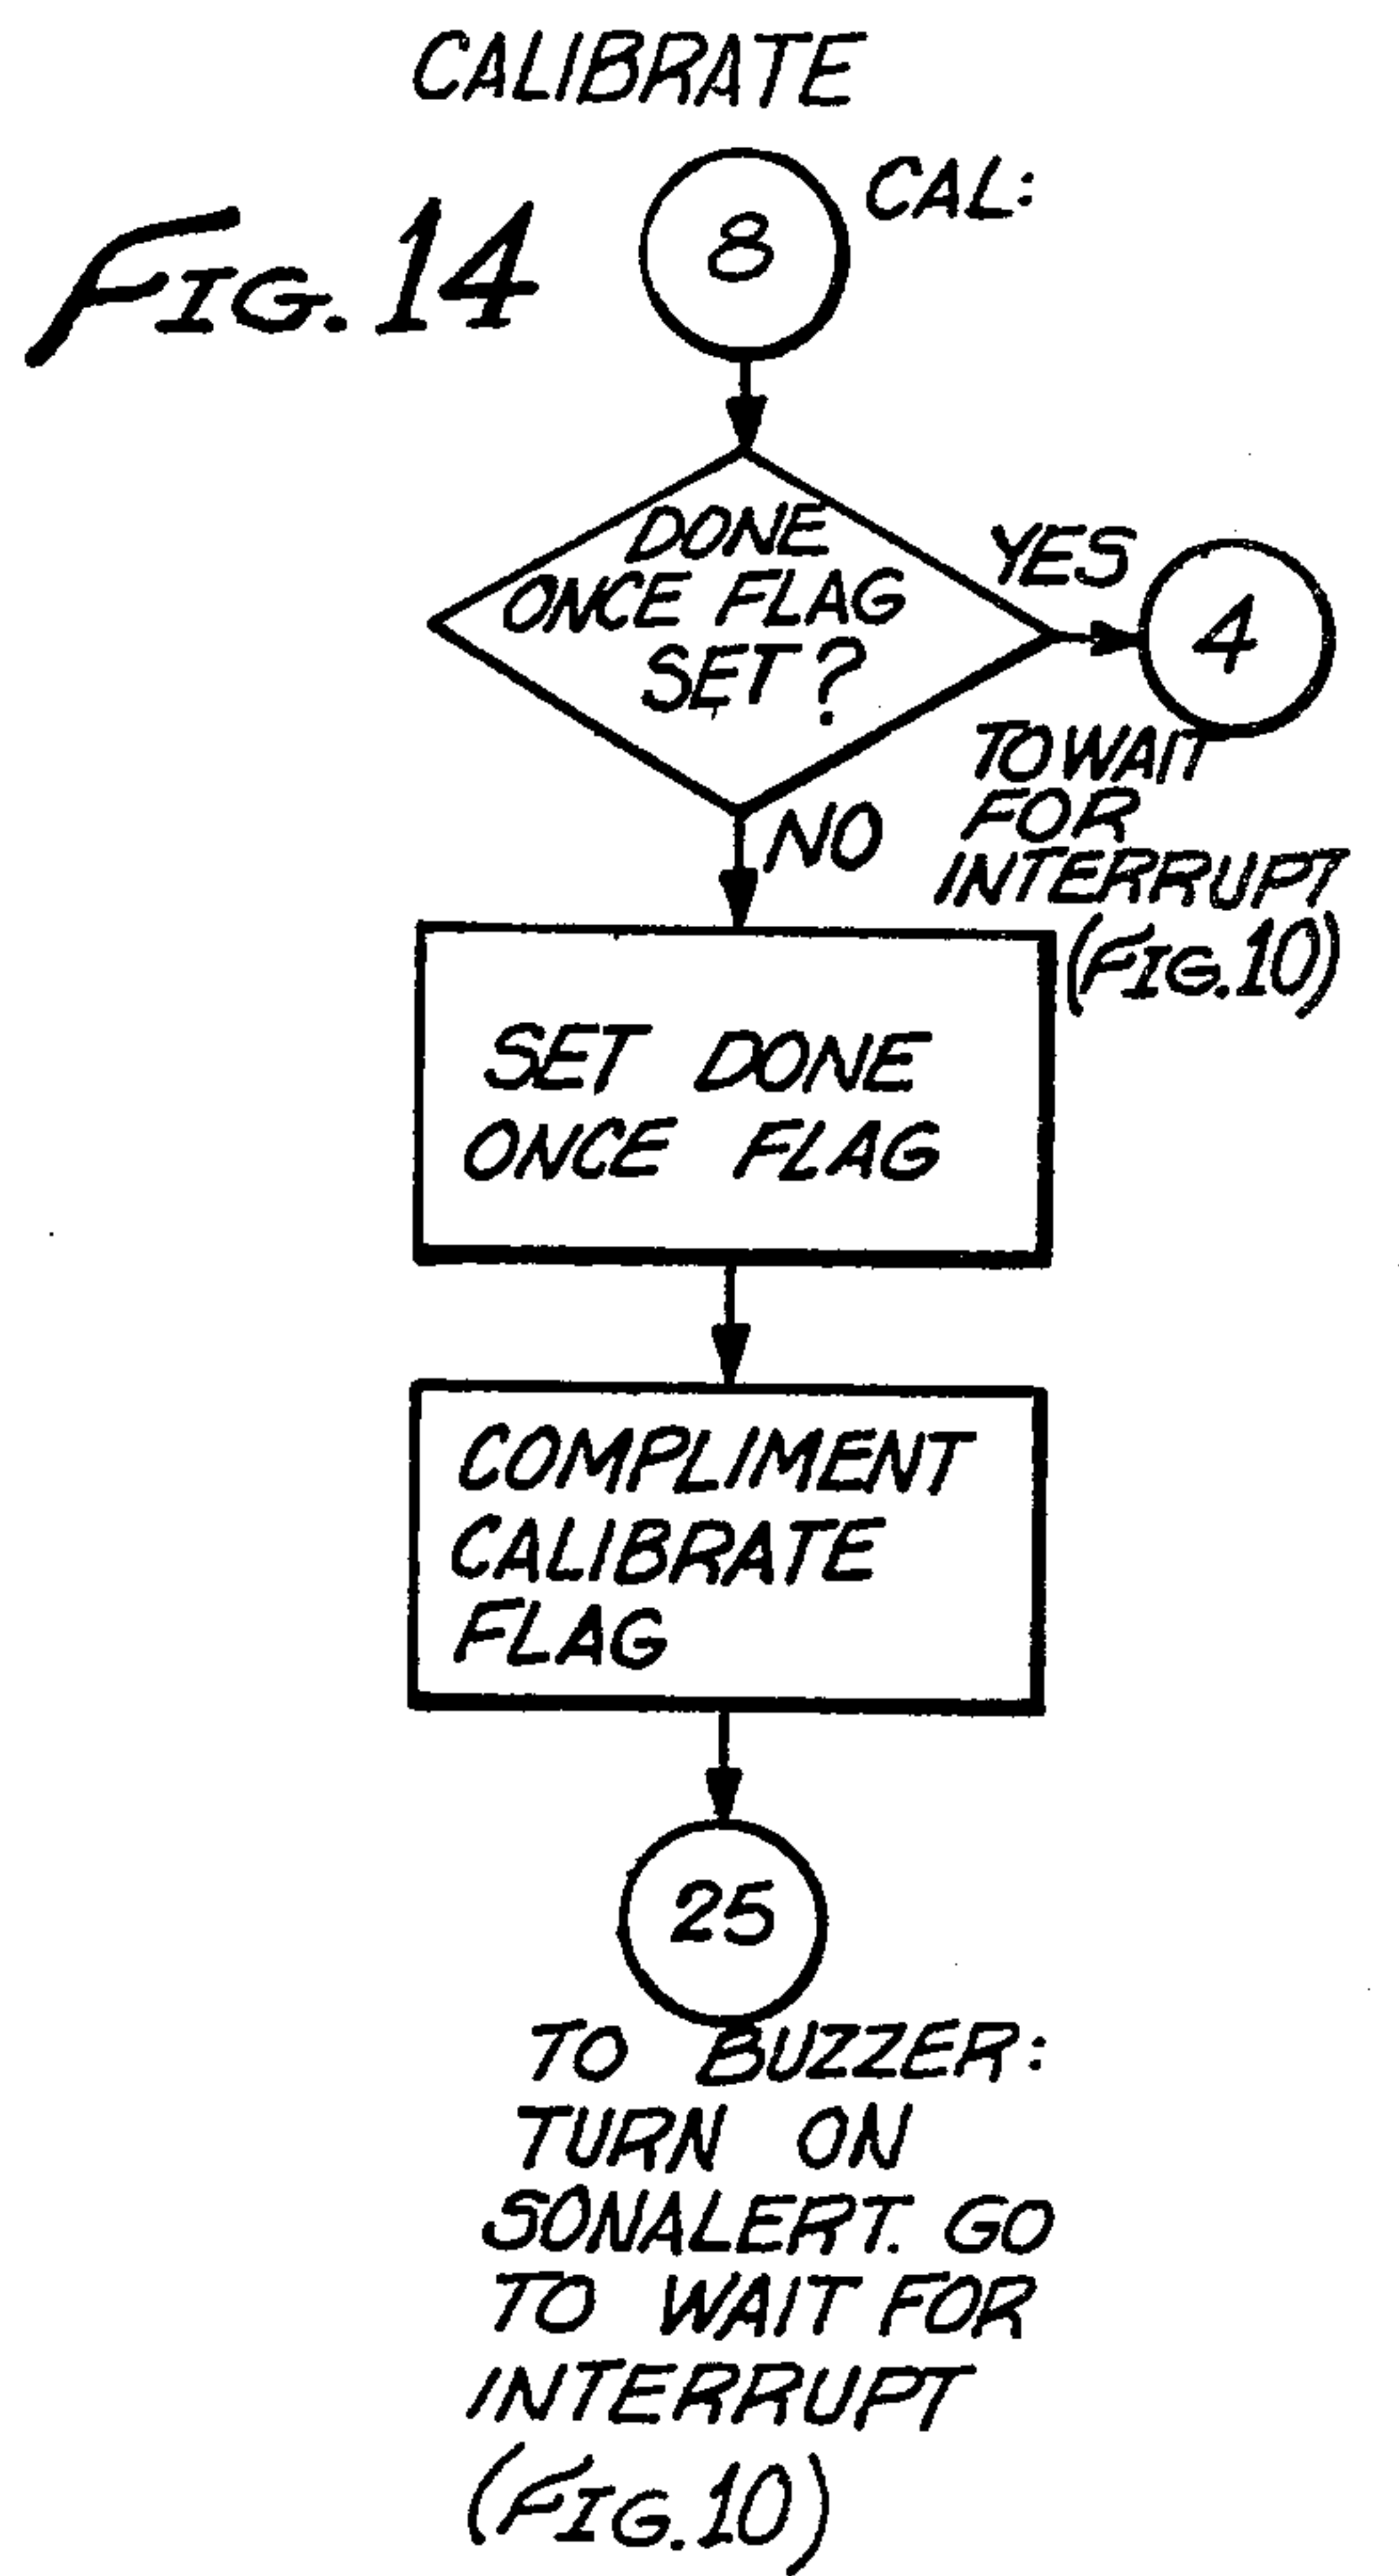 CALIBRATE
FIG. 14
8
CAL:
DONE
ONCE FLAG
SET?
YES
4
TO WAIT
FOR
INTERRUPT
(FIG. 10)
NO
SET DONE
ONCE FLAG
COMPLIMENT
CALIBRATE
FLAG
25
TO BUZZER:
TURN ON
SONALERT. GO
TO WAIT FOR
INTERRUPT
(FIG. 10)